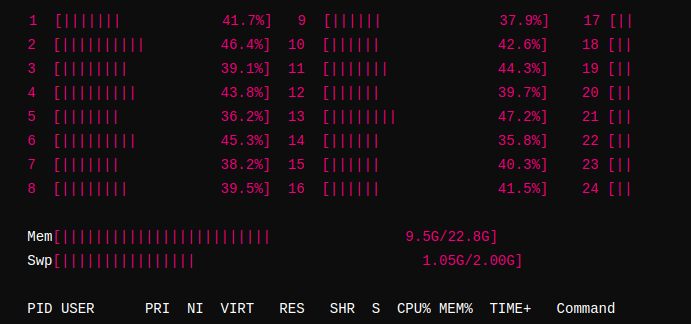 1 [||||||| 41.7%] 9 [|||||| 37.9%] 17 [||
2 [|||||||||| 46.4%] 10 [|||||| 42.6%] 18 [||
3 [|||||||| 39.1%] 11 [||||||| 44.3%] 19 [||
4 [||||||||| 43.8%] 12 [|||||| 39.7%] 20 [||
5 [||||||| 36.2%] 13 [|||||||| 47.2%] 21 [||
6 [||||||||| 45.3%] 14 [|||||| 35.8%] 22 [||
7 [||||||| 38.2%] 15 [|||||| 40.3%] 23 [||
8 [|||||||| 39.5%] 16 [|||||| 41.5%] 24 [||
Mem[||||||||||||||||||||||||| 9.5G/22.8G]
Swp[|||||||||||||||| 1.05G/2.00G]
PID USER PRI NI VIRT RES SHR S CPU% MEM% TIME+ Command